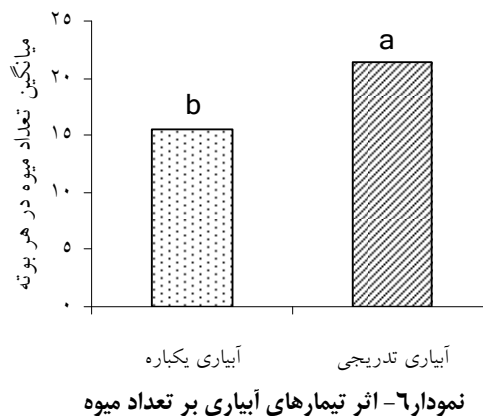 میانگین تعداد میوه در هر بوته
۲۵
۲۰
۱۵
۱۰
۵
۰
b
a
آبیاری یکباره
آبیاری تدریجی
نمودار٦- اثر تیمارهای آبیاری بر تعداد میوه